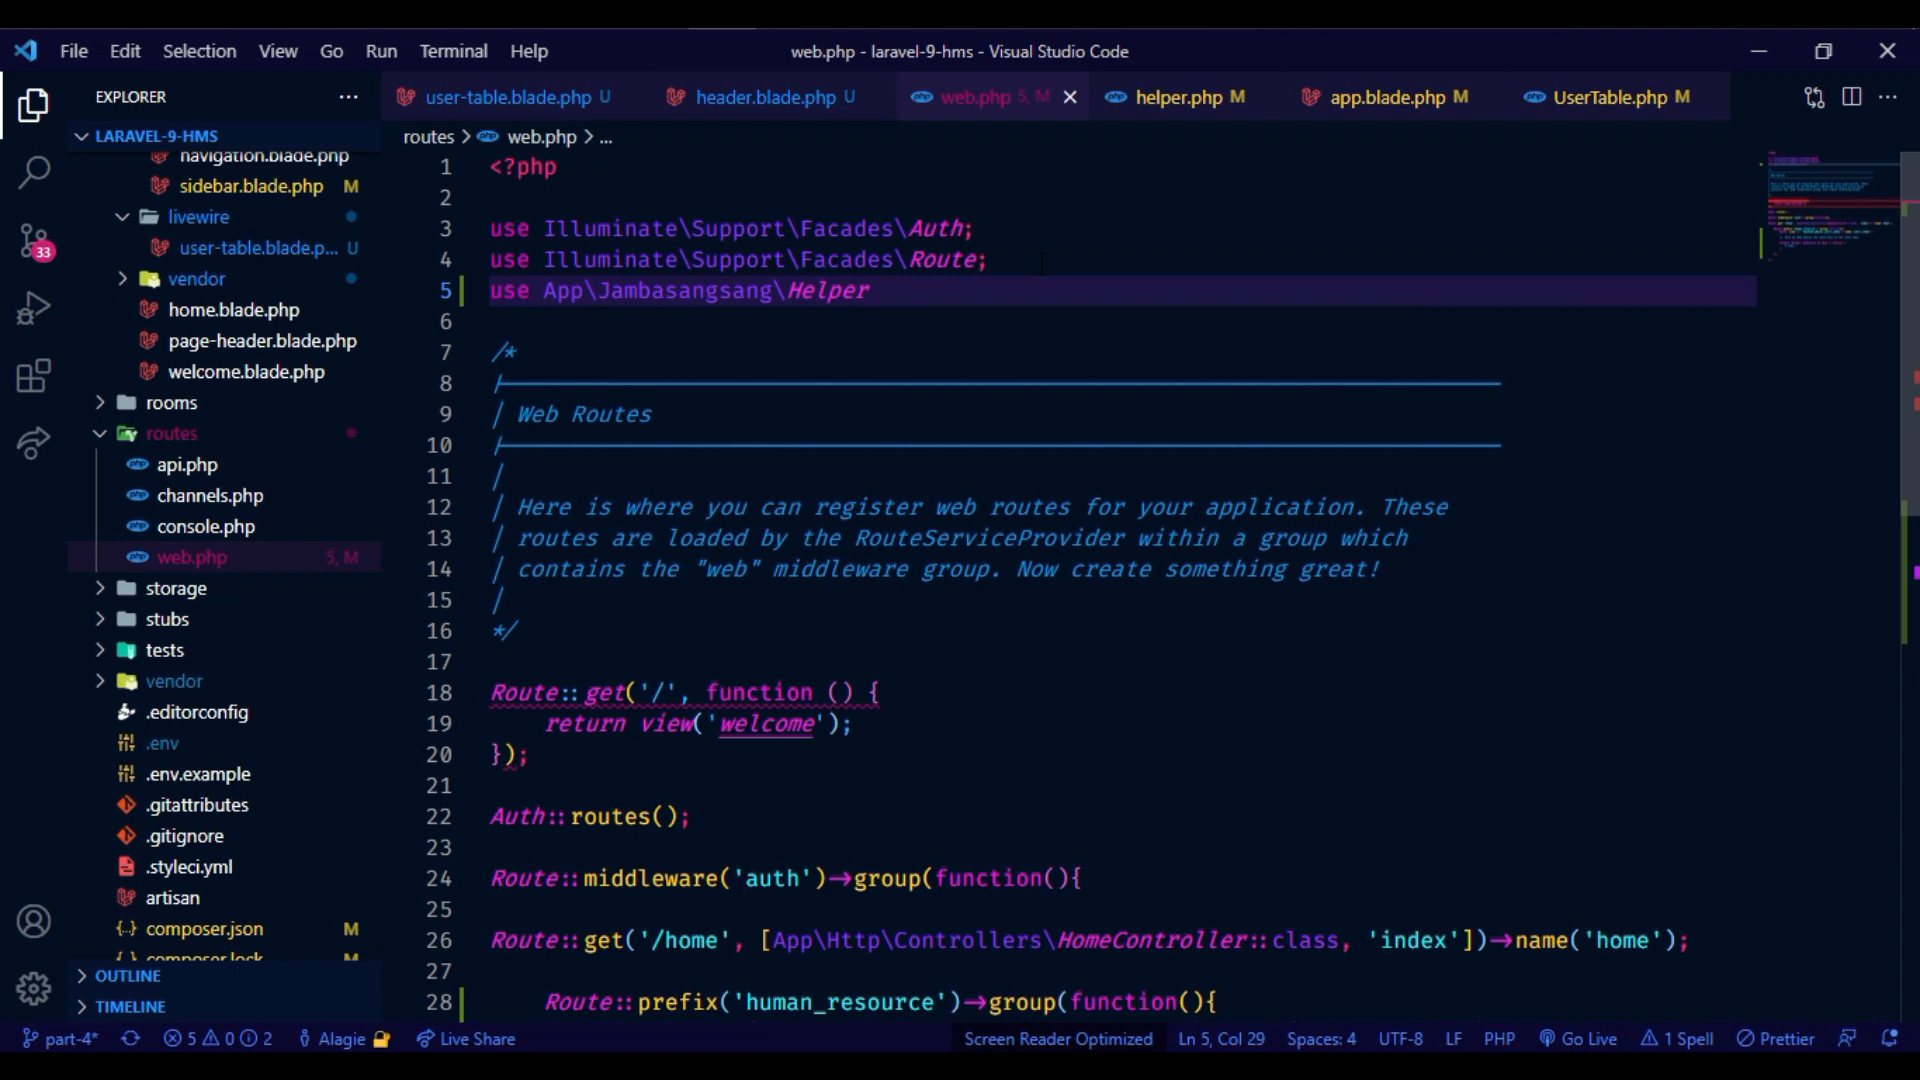 File Edit Selection View Go Run Terminal Help
web.php - laravel-9-hms - Visual Studio Code
EXPLORER
LARAVEL-9-HMS
navigation.blade.php
sidebar.blade.php M
livewire
user-table.blade.p... U
vendor
home.blade.php
page-header.blade.php
welcome.blade.php
rooms
routes
api.php
channels.php
console.php
web.php 5, M
storage
stubs
tests
vendor
.editorconfig
.env
.env.example
.gitattributes
.gitignore
.styleci.yml
artisan
composer.json M
composer.lock M
OUTLINE
TIMELINE
33
user-table.blade.php U header.blade.php U web.php 5, M helper.php M app.blade.php M UserTable.php M
routes > web.php > ...
1 <?php
2
3 use Illuminate\Support\Facades\Auth;
4 use Illuminate\Support\Facades\Route;
5 use App\Jambasangsang\Helper
6
7 /*
8 |--------------------------------------------------------------------------
9 | Web Routes
10 |--------------------------------------------------------------------------
11 |
12 | Here is where you can register web routes for your application. These
13 | routes are loaded by the RouteServiceProvider within a group which
14 | contains the "web" middleware group. Now create something great!
15 |
16 */
17
18 Route::get('/', function () {
19 return view('welcome');
20 });
21
22 Auth::routes();
23
24 Route::middleware('auth')->group(function(){
25
26 Route::get('/home', [App\Http\Controllers\HomeController::class, 'index'])->name('home');
27
28 Route::prefix('human_resource')->group(function(){
part-4* 5 0 2 Alagie Live Share Screen Reader Optimized Ln 5, Col 29 Spaces: 4 UTF-8 LF PHP Go Live 1 Spell Prettier